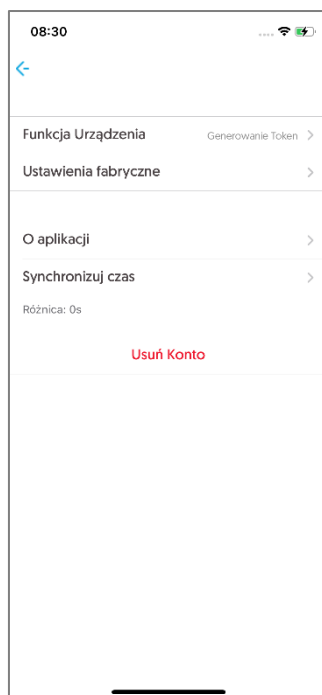 08:30
Funkcja Urządzenia Generowanie Token
Ustawienia fabryczne
O aplikacji
Synchronizuj czas
Różnica: 0s
Usuń Konto